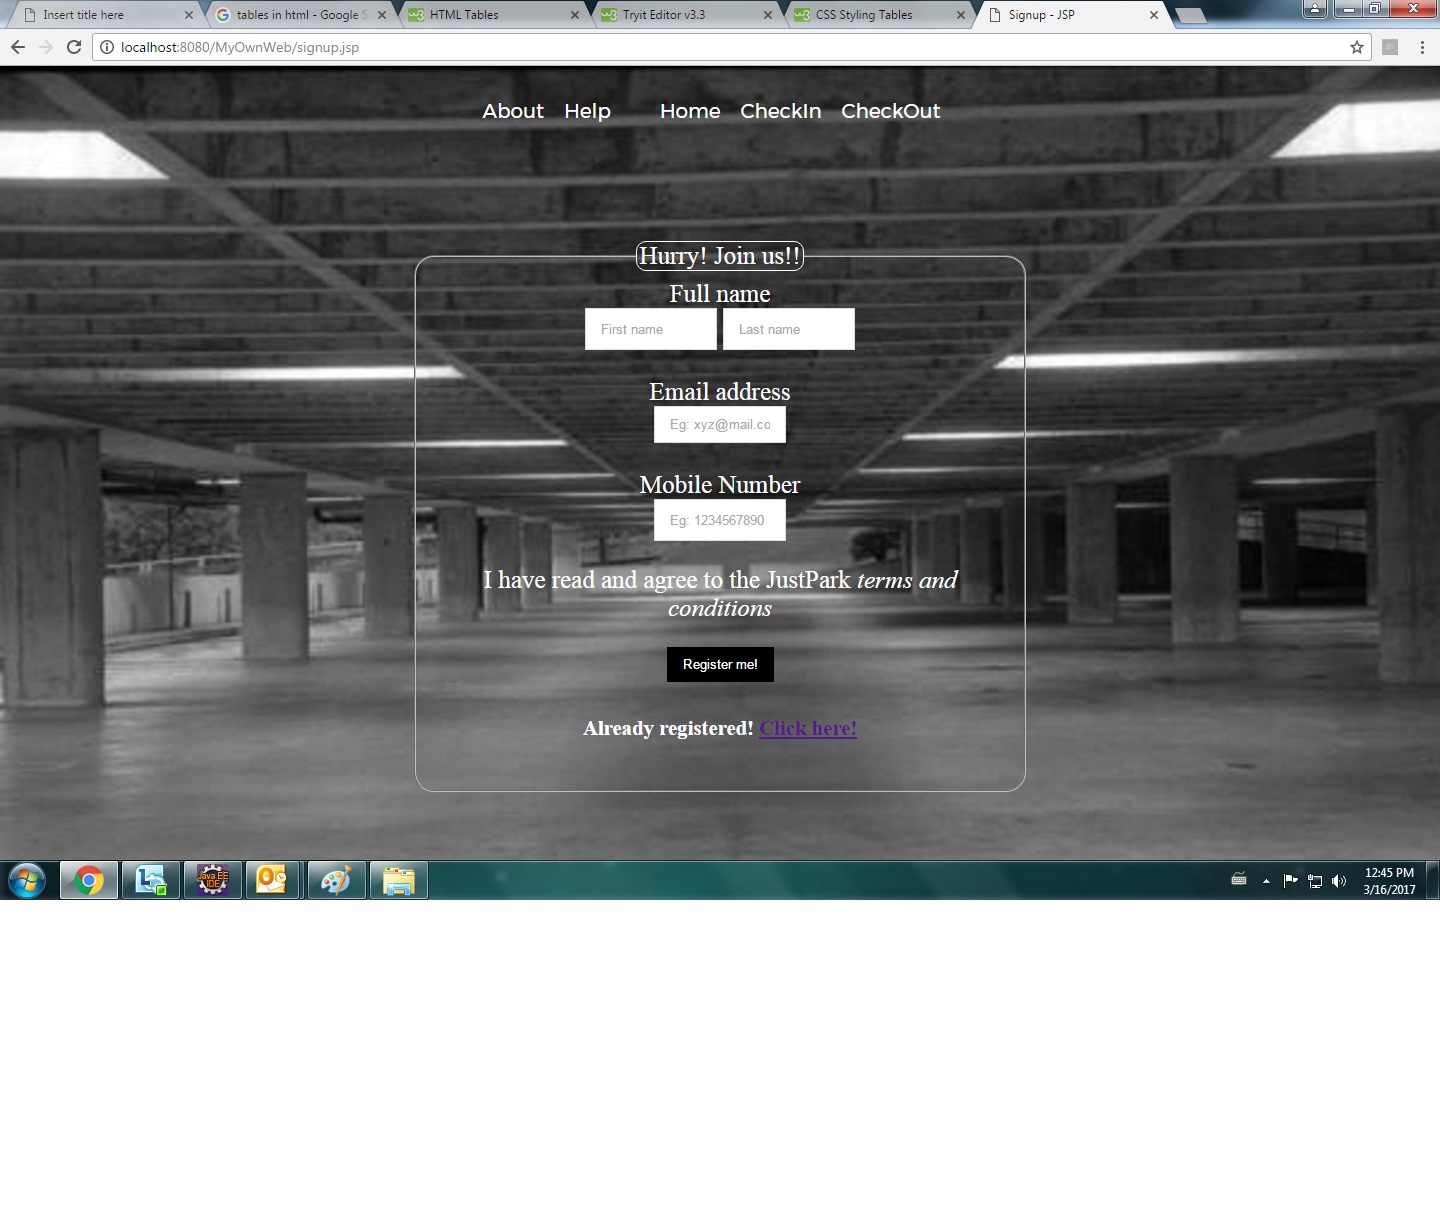 Insert title here
tables in html - Google S
HTML Tables
Tryit Editor v3.3
CSS Styling Tables
Signup - JSP
localhost:8080/MyOwnWeb/signup.jsp
About Help Home CheckIn CheckOut
Hurry! Join us!!
Full name
First name Last name
Email address
Eg: xyz@mail.co
Mobile Number
Eg: 1234567890
I have read and agree to the JustPark terms and
conditions
Register me!
Already registered! Click here!
Java EE
IDE
12:45 PM
3/16/2017